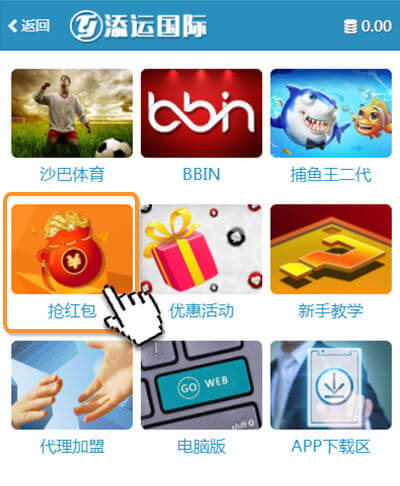 返回
添运国际
0.00
bbin
沙巴体育
BBIN
捕鱼王二代
¥
抢红包
优惠活动
新手教学
GO WEB
shift
代理加盟
电脑版
APP下载区